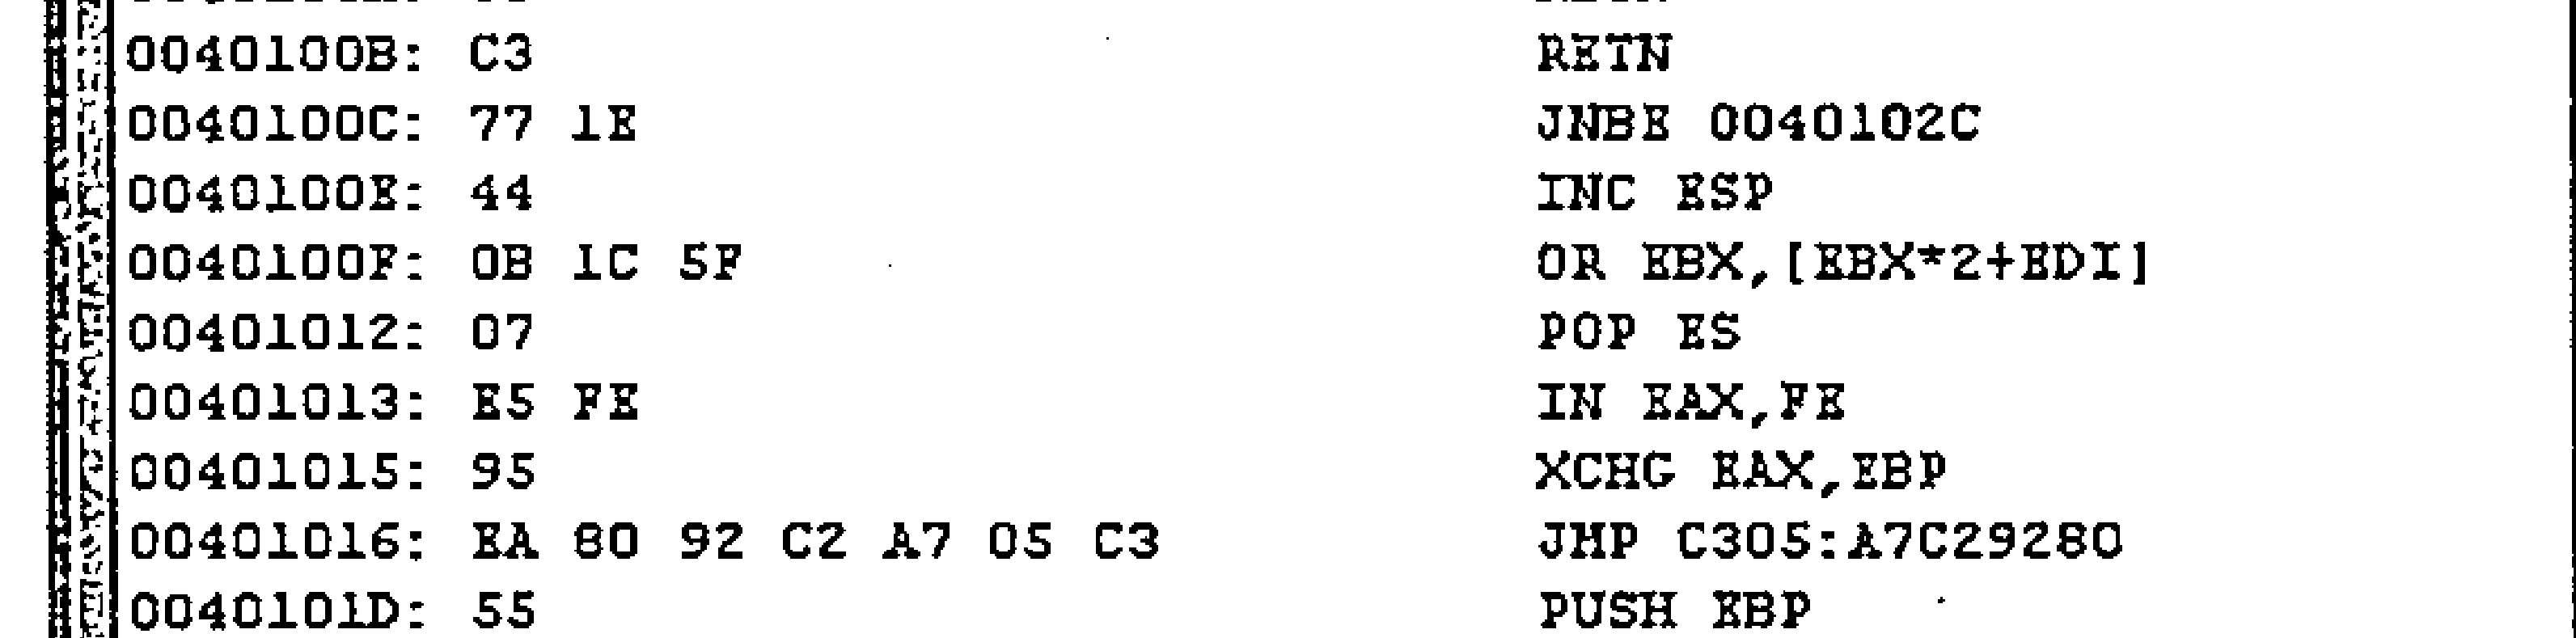 0040100B: C3 RETN
0040100C: 77 1E JNBE 0040102C
0040100E: 44 INC ESP
0040100F: 0B 1C 5F OR EBX,[EBX*2+EDI]
00401012: 07 POP ES
00401013: E5 FE IN EAX,FE
00401015: 95 XCHG EAX,EBP
00401016: EA 80 92 C2 A7 05 C3 JMP C305:A7C29280
0040101D: 55 PUSH EBP